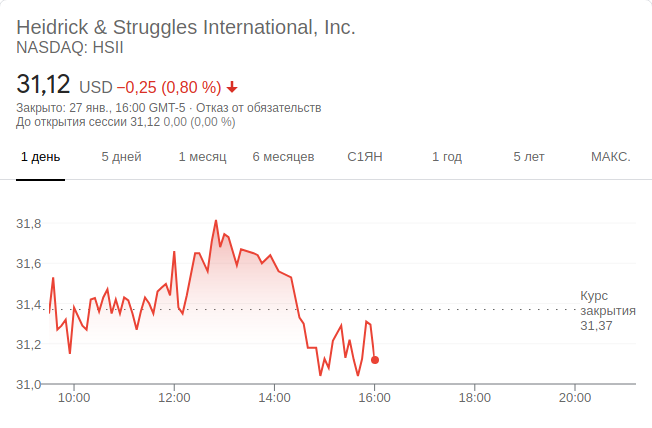 Heidrick & Struggles International, Inc.
NASDAQ: HSII
31,12 USD −0,25 (0,80 %)
Закрыто: 27 янв., 16:00 GMT-5 · Отказ от обязательств
До открытия сессии 31,12 0,00 (0,00 %)
1 день 5 дней 1 месяц 6 месяцев С1ЯН 1 год 5 лет МАКС.
31,8
31,6
31,4
31,2
31,0
Курс
закрытия
31,37
10:00 12:00 14:00 16:00 18:00 20:00